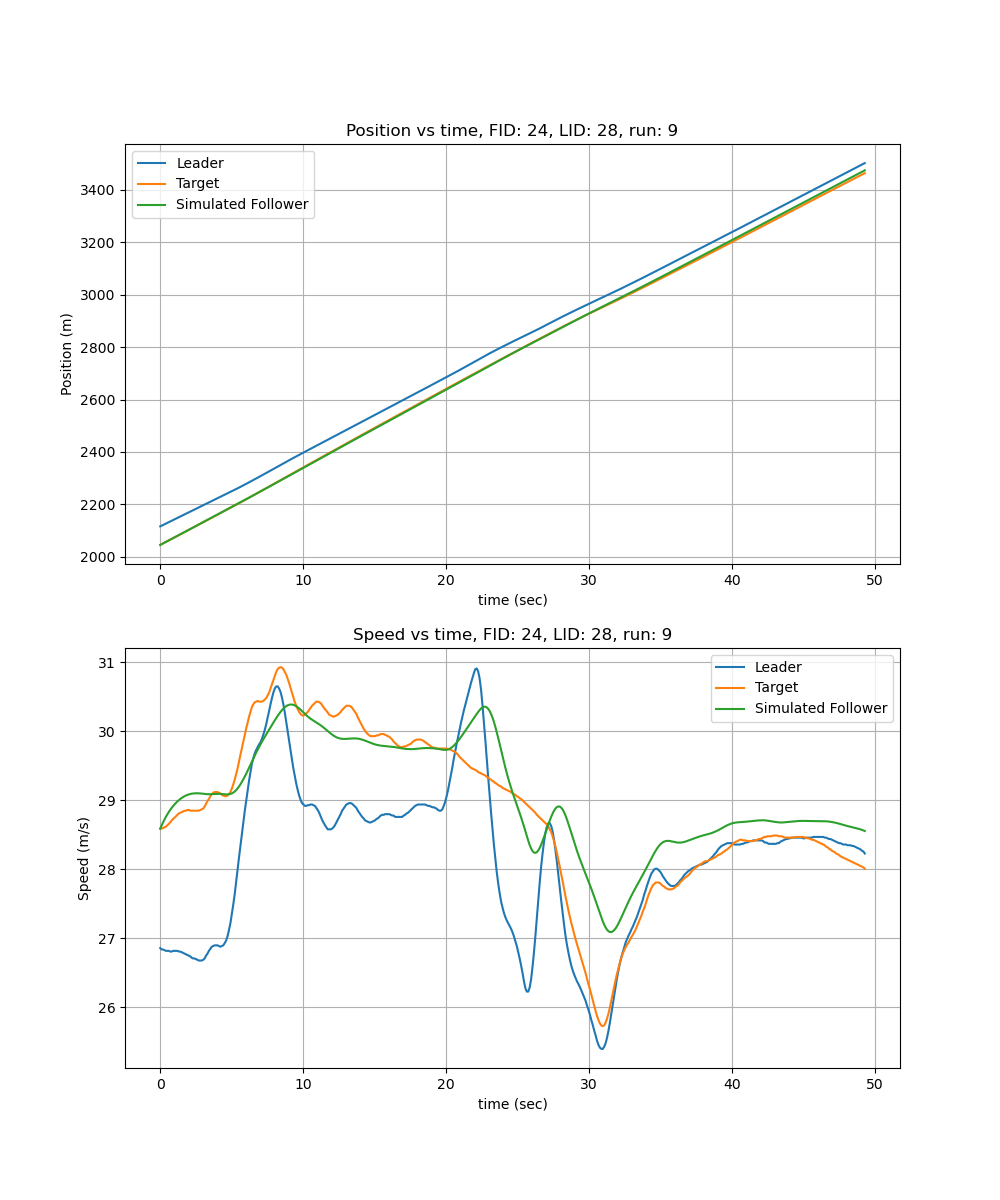 Position vs time, FID: 24, LID: 28, run: 9
Leader
Target
Simulated Follower
3400
3200
3000
2800
2600
2400
2200
2000
Position (m)
0 10 20 30 40 50
time (sec)
Speed vs time, FID: 24, LID: 28, run: 9
Leader
Target
Simulated Follower
31
30
29
28
27
26
Speed (m/s)
0 10 20 30 40 50
time (sec)